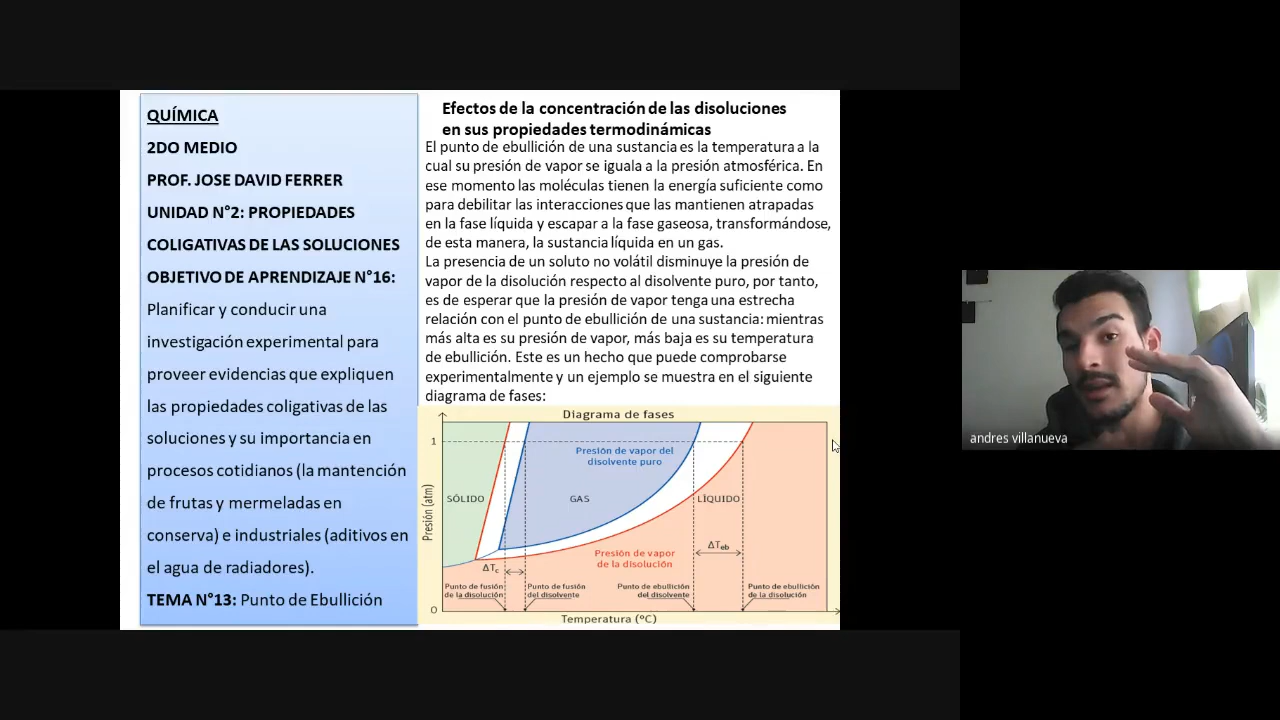 QUÍMICA
2DO MEDIO
PROF. JOSE DAVID FERRER
UNIDAD N°2: PROPIEDADES
COLIGATIVAS DE LAS SOLUCIONES
OBJETIVO DE APRENDIZAJE N°16:
Planificar y conducir una
investigación experimental para
proveer evidencias que expliquen
las propiedades coligativas de las
soluciones y su importancia en
procesos cotidianos (la mantención
de frutas y mermeladas en
conserva) e industriales (aditivos en
el agua de radiadores).
TEMA N°13: Punto de Ebullición
Efectos de la concentración de las disoluciones
en sus propiedades termodinámicas
El punto de ebullición de una sustancia es la temperatura a la
cual su presión de vapor se iguala a la presión atmosférica. En
ese momento las moléculas tienen la energía suficiente como
para debilitar las interacciones que las mantienen atrapadas
en la fase líquida y escapar a la fase gaseosa, transformándose,
de esta manera, la sustancia líquida en un gas.
La presencia de un soluto no volátil disminuye la presión de
vapor de la disolución respecto al disolvente puro, por tanto,
es de esperar que la presión de vapor tenga una estrecha
relación con el punto de ebullición de una sustancia: mientras
más alta es su presión de vapor, más baja es su temperatura
de ebullición. Este es un hecho que puede comprobarse
experimentalmente y un ejemplo se muestra en el siguiente
diagrama de fases:
Diagrama de fases
1
Presión de vapor del
disolvente puro
SÓLIDO
GAS
LÍQUIDO
Presión (atm)
Presión de vapor
de la disolución
ΔTeb
ΔTc
Punto de fusión
de la disolución
Punto de fusión
del disolvente
Punto de ebullición
del disolvente
Punto de ebullición
de la disolución
0
Temperatura (°C)
andres villanueva